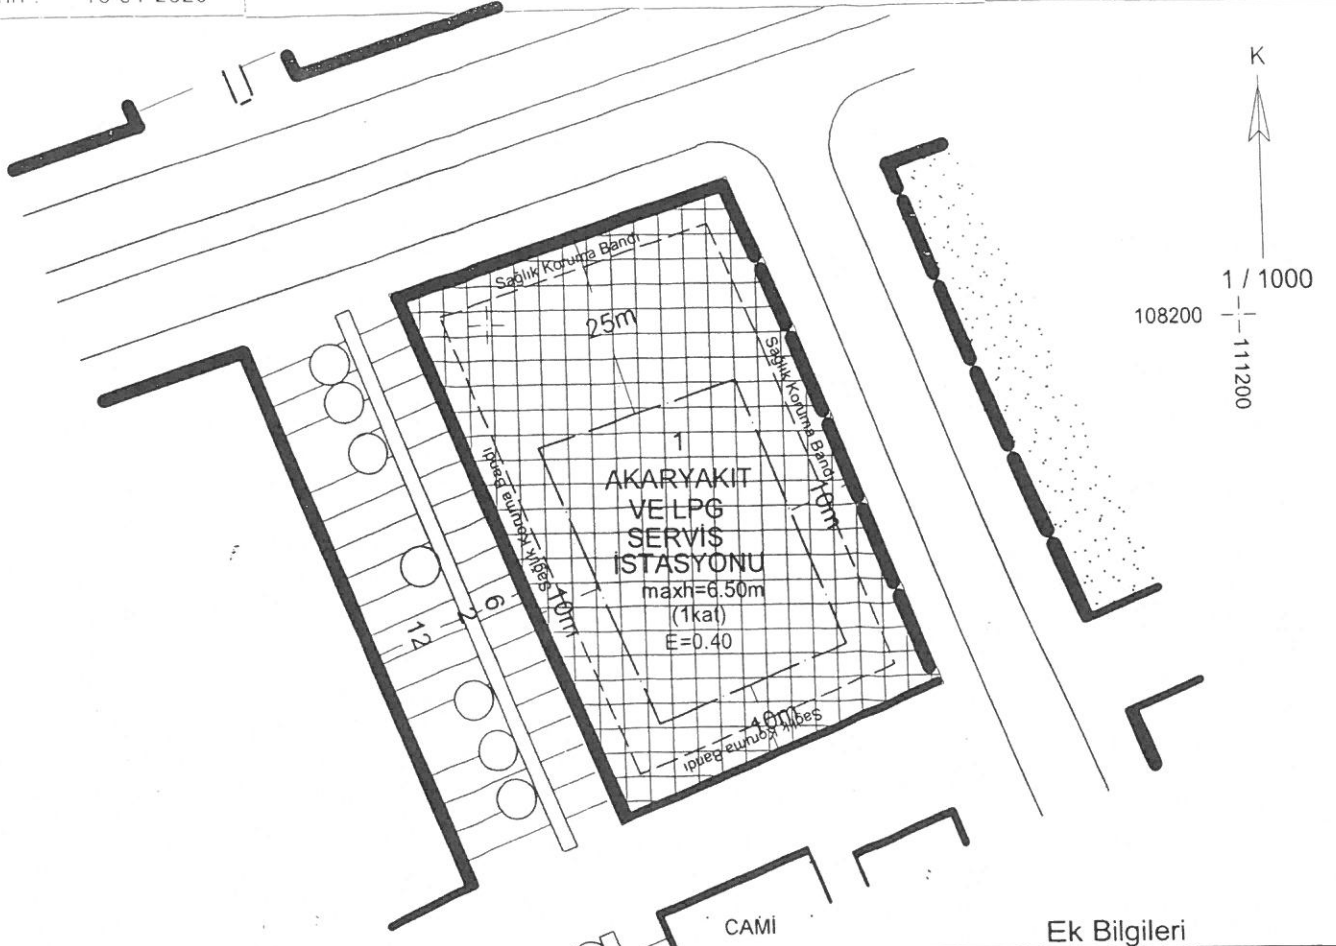 K
1 / 1000
108200
111200
Sağlık Koruma Bandı
25m
Sağlık Koruma Bandı
Sağlık Koruma Bandı
1
AKARYAKIT
VE LPG
SERVİS
İSTASYONU
maxh=6.50m
(1kat)
E=0.40
10m
10m
6
2
12
10m
Sağlık Koruma Bandı
CAMİ
Ek Bilgileri